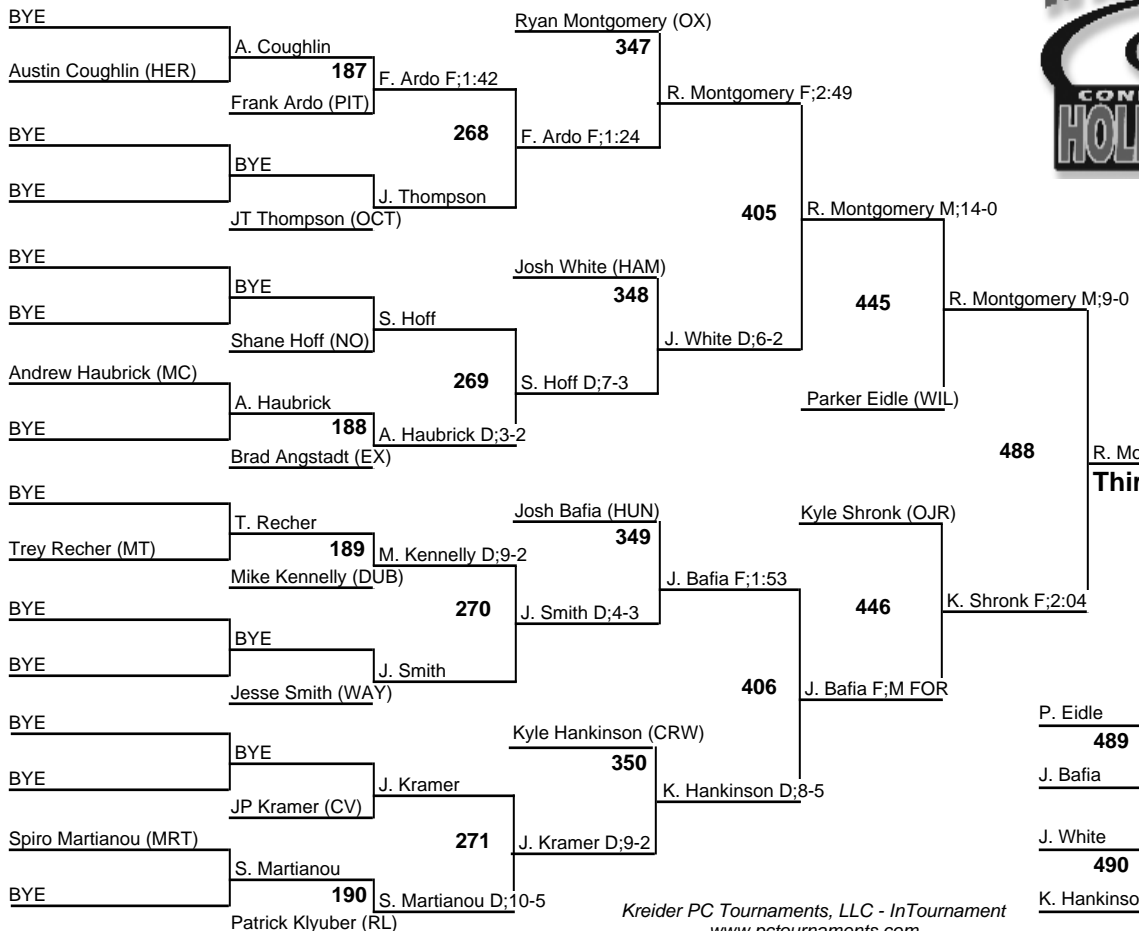 BYE
Ryan Montgomery (OX)
A. Coughlin
347
Austin Coughlin (HER)
187
F. Ardo F;1:42
R. Montgomery F;2:49
Frank Ardo (PIT)
BYE
268
F. Ardo F;1:24
BYE
BYE
J. Thompson
405
R. Montgomery M;14-0
JT Thompson (OCT)
BYE
Josh White (HAM)
BYE
348
445
R. Montgomery M;9-0
BYE
S. Hoff
Shane Hoff (NO)
J. White D;6-2
Andrew Haubrick (MC)
269
S. Hoff D;7-3
A. Haubrick
Parker Eidle (WIL)
BYE
188
A. Haubrick D;3-2
Brad Angstadt (EX)
488
BYE
Josh Bafia (HUN)
Kyle Shronk (OJR)
T. Recher
349
Trey Recher (MT)
189
M. Kennelly D;9-2
Mike Kennelly (DUB)
J. Bafia F;1:53
BYE
270
J. Smith D;4-3
446
K. Shronk F;2:04
BYE
BYE
J. Smith
406
J. Bafia F;M FOR
Jesse Smith (WAY)
BYE
Kyle Hankinson (CRW)
P. Eidle
BYE
350
489
BYE
J. Kramer
J. Bafia
JP Kramer (CV)
K. Hankinson D;8-5
Spiro Martianou (MRT)
271
J. Kramer D;9-2
J. White
S. Martianou
490
BYE
190
S. Martianou D;10-5
K. Hankinso
Patrick Klyuber (RL)
Kreider PC Tournaments, LLC - InTournament
www.pctournaments.com